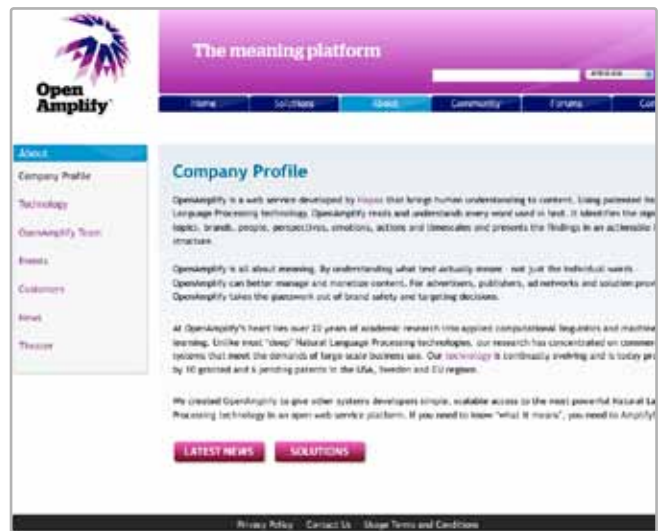 Open
Amplify
The meaning platform
Home Solutions About Community Forums
About
Company Profile
Technology
OpenAmplify Team
Events
Customers
News
Theater
Company Profile
OpenAmplify is a web service developed by Hapax that brings human understanding to content. Using patented
Language Processing technology, OpenAmplify reads and understands every word used in text. It identifies the
topics, brands, people, perspectives, emotions, actions and timescales and presents the findings in an actionable
structure.
OpenAmplify is all about meaning. By understanding what text actually means - not just the individual words -
OpenAmplify can better manage and monetize content. For advertisers, publishers, ad networks and solution
OpenAmplify takes the guesswork out of brand safety and targeting decisions.
At OpenAmplify's heart lies over 20 years of academic research into applied computational linguistics and machine
learning. Unlike most "deep" Natural Language Processing technologies, our research has concentrated on
systems that meet the demands of large scale business use. Our technology is continually evolving and is today
by 10 granted and 6 pending patents in the USA, Sweden and EU regions.
We created OpenAmplify to give other systems developers simple, scalable access to the most powerful Natural
Processing technology in an open web service platform. If you need to know "what it means", you need to Amplify
LATEST NEWS SOLUTIONS
Privacy Policy Contact Us Usage Terms and Conditions